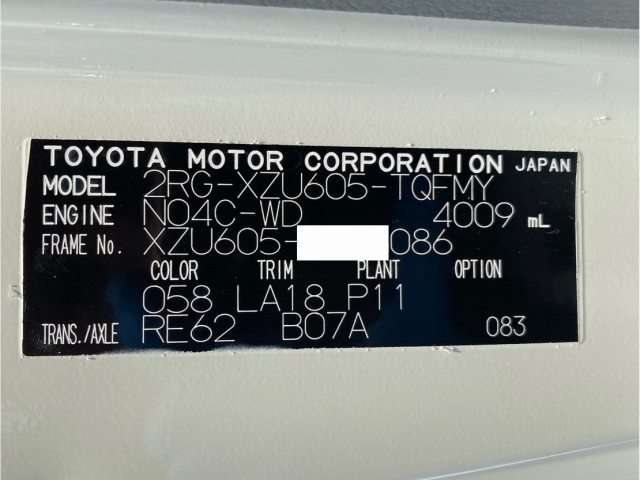 TOYOTA MOTOR CORPORATION JAPAN
MODEL 2RG-XZU605-TQFMY
ENGINE N04C-WD 4009 mL
FRAME No. XZU605- 086
COLOR TRIM PLANT OPTION
058 LA18 P11
TRANS./AXLE RE62 B07A 083